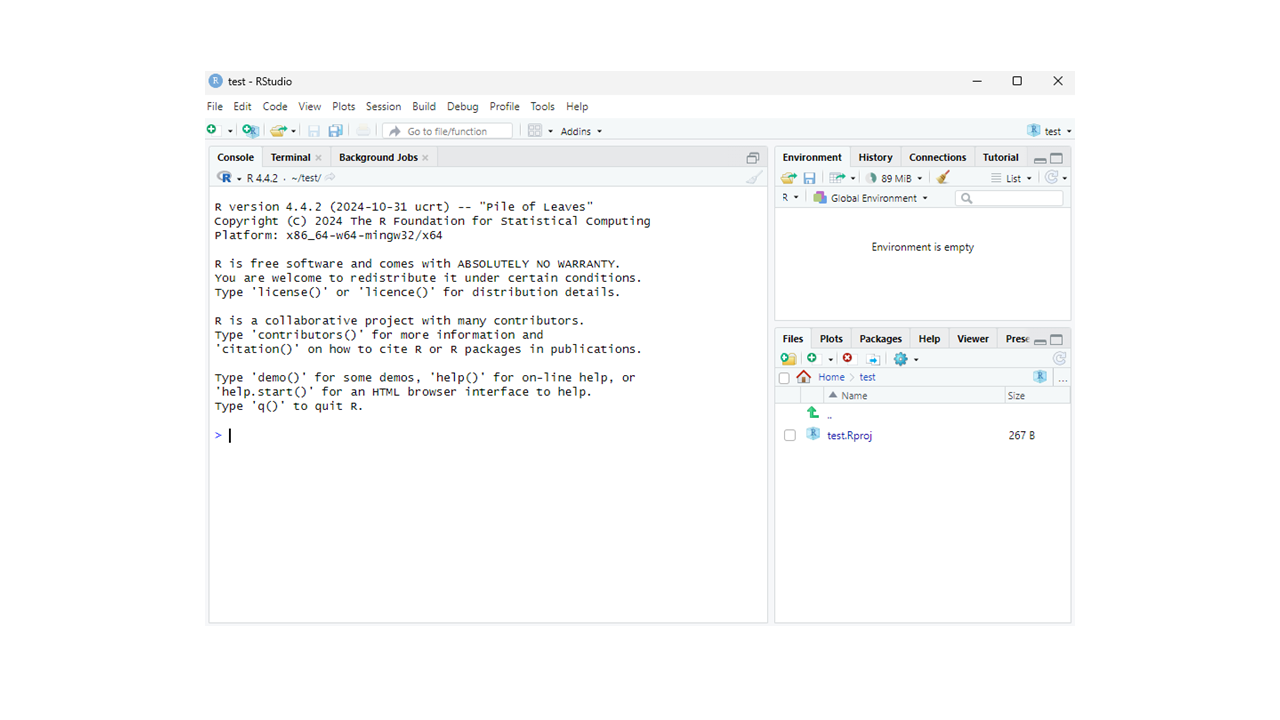 test - RStudio
File Edit Code View Plots Session Build Debug Profile Tools Help
Go to file/function Addins test
Console Terminal Background Jobs
R 4.4.2 · ~/test/
R version 4.4.2 (2024-10-31 ucrt) -- "Pile of Leaves"
Copyright (C) 2024 The R Foundation for Statistical Computing
Platform: x86_64-w64-mingw32/x64
R is free software and comes with ABSOLUTELY NO WARRANTY.
You are welcome to redistribute it under certain conditions.
Type 'license()' or 'licence()' for distribution details.
R is a collaborative project with many contributors.
Type 'contributors()' for more information and
'citation()' on how to cite R or R packages in publications.
Type 'demo()' for some demos, 'help()' for on-line help, or
'help.start()' for an HTML browser interface to help.
Type 'q()' to quit R.
>
Environment History Connections Tutorial
89 MiB List
R Global Environment
Environment is empty
Files Plots Packages Help Viewer Prese
Home test ...
Name Size
..
test.Rproj 267 B